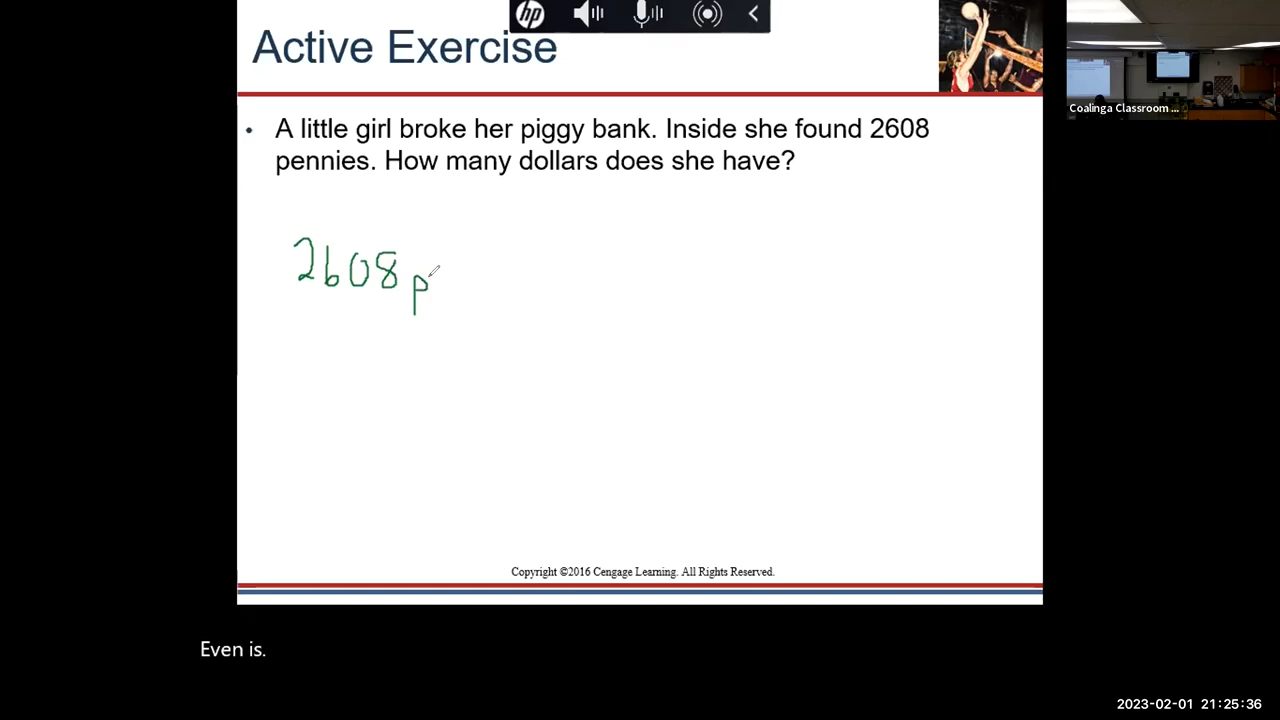 hp
Active Exercise
Coalinga Classroom ...
• A little girl broke her piggy bank. Inside she found 2608
pennies. How many dollars does she have?
2608 p
Copyright ©2016 Cengage Learning. All Rights Reserved.
Even is.
2023-02-01 21:25:36